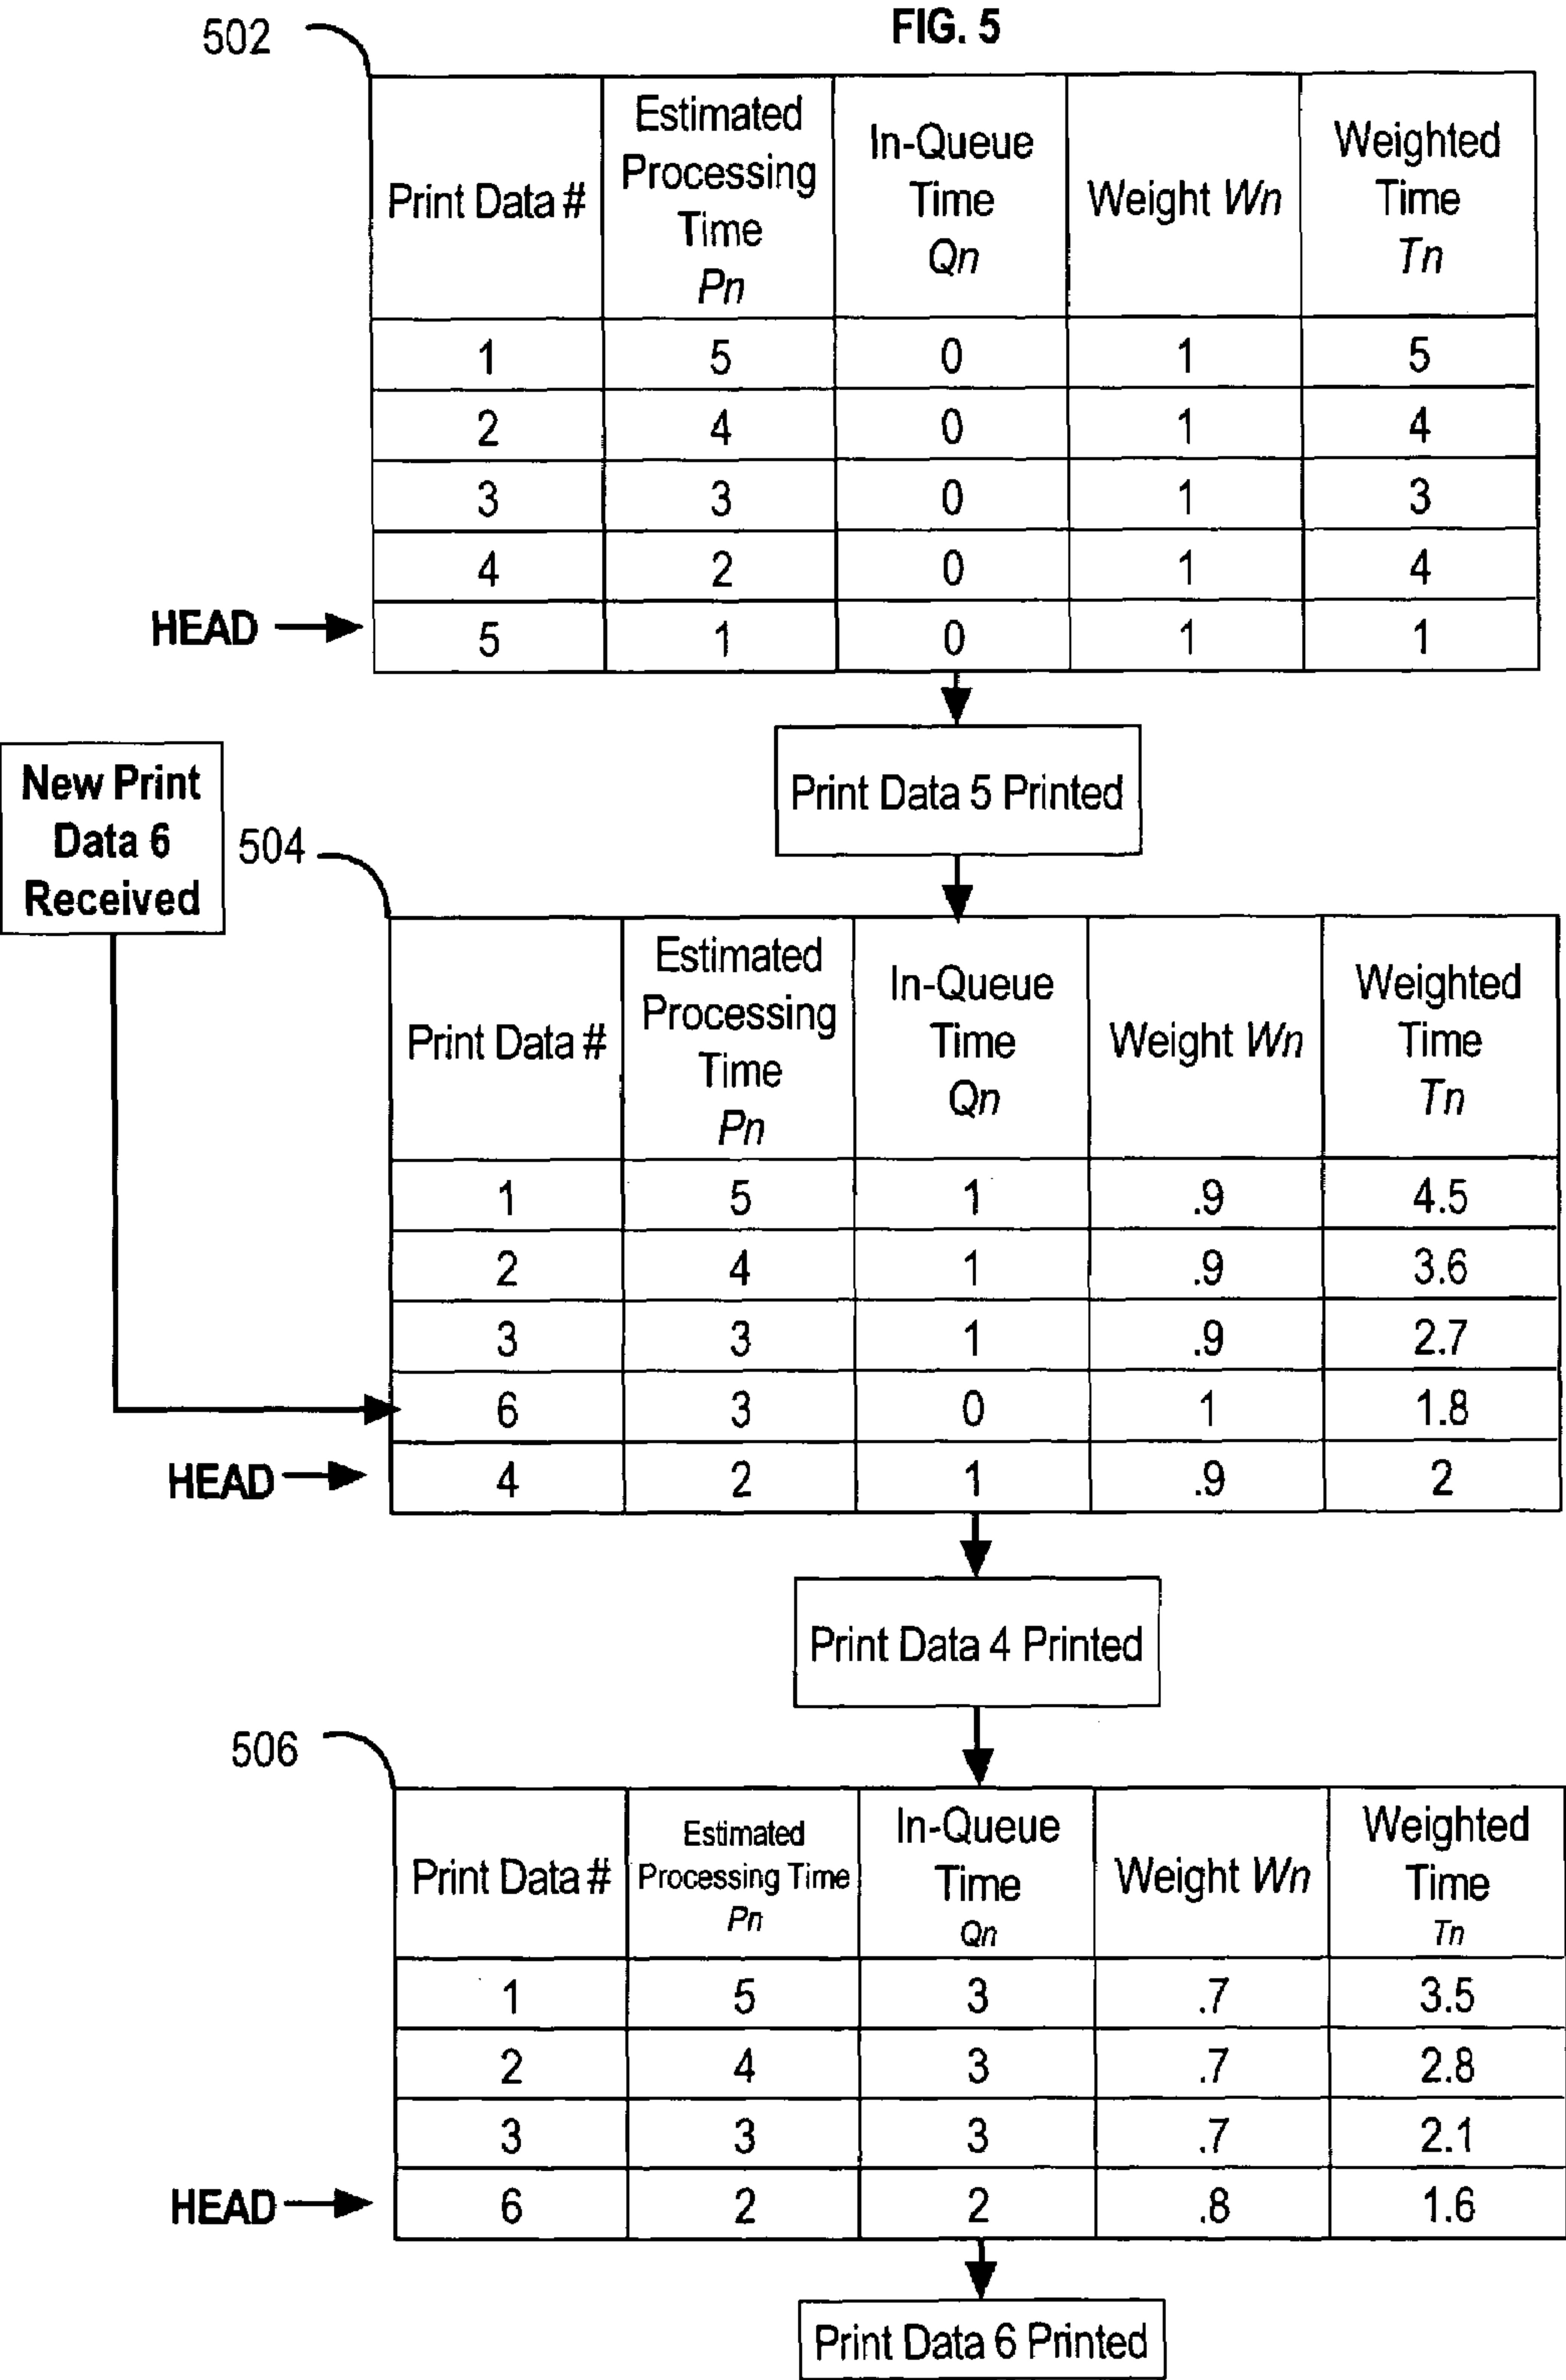 FIG. 5
502
Print Data # Estimated Processing Time Pn In-Queue Time Qn Weight Wn Weighted Time Tn
1 5 0 1 5
2 4 0 1 4
3 3 0 1 3
4 2 0 1 4
HEAD 5 1 0 1 1
Print Data 5 Printed
New Print
Data 6
Received
504
Print Data # Estimated Processing Time Pn In-Queue Time Qn Weight Wn Weighted Time Tn
1 5 1 .9 4.5
2 4 1 .9 3.6
3 3 1 .9 2.7
6 3 0 1 1.8
HEAD 4 2 1 .9 2
Print Data 4 Printed
506
Print Data # Estimated Processing Time Pn In-Queue Time Qn Weight Wn Weighted Time Tn
1 5 3 .7 3.5
2 4 3 .7 2.8
3 3 3 .7 2.1
HEAD 6 2 2 .8 1.6
Print Data 6 Printed